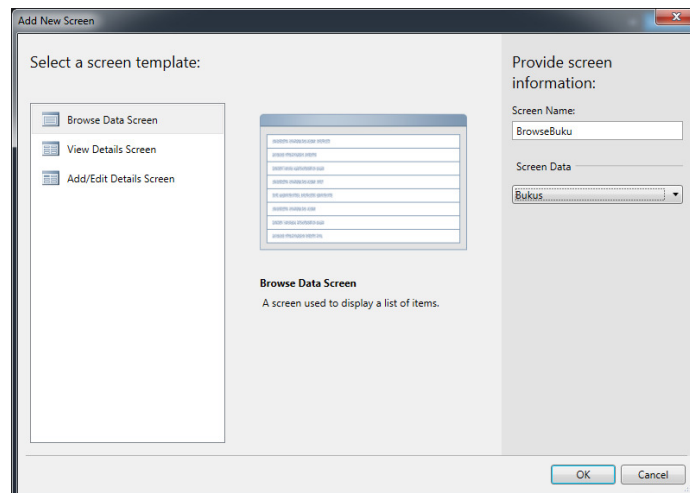 Add New Screen
Select a screen template:
Browse Data Screen
View Details Screen
Add/Edit Details Screen
Browse Data Screen
A screen used to display a list of items.
Provide screen
information:
Screen Name:
BrowseBuku
Screen Data
Bukus
OK
Cancel